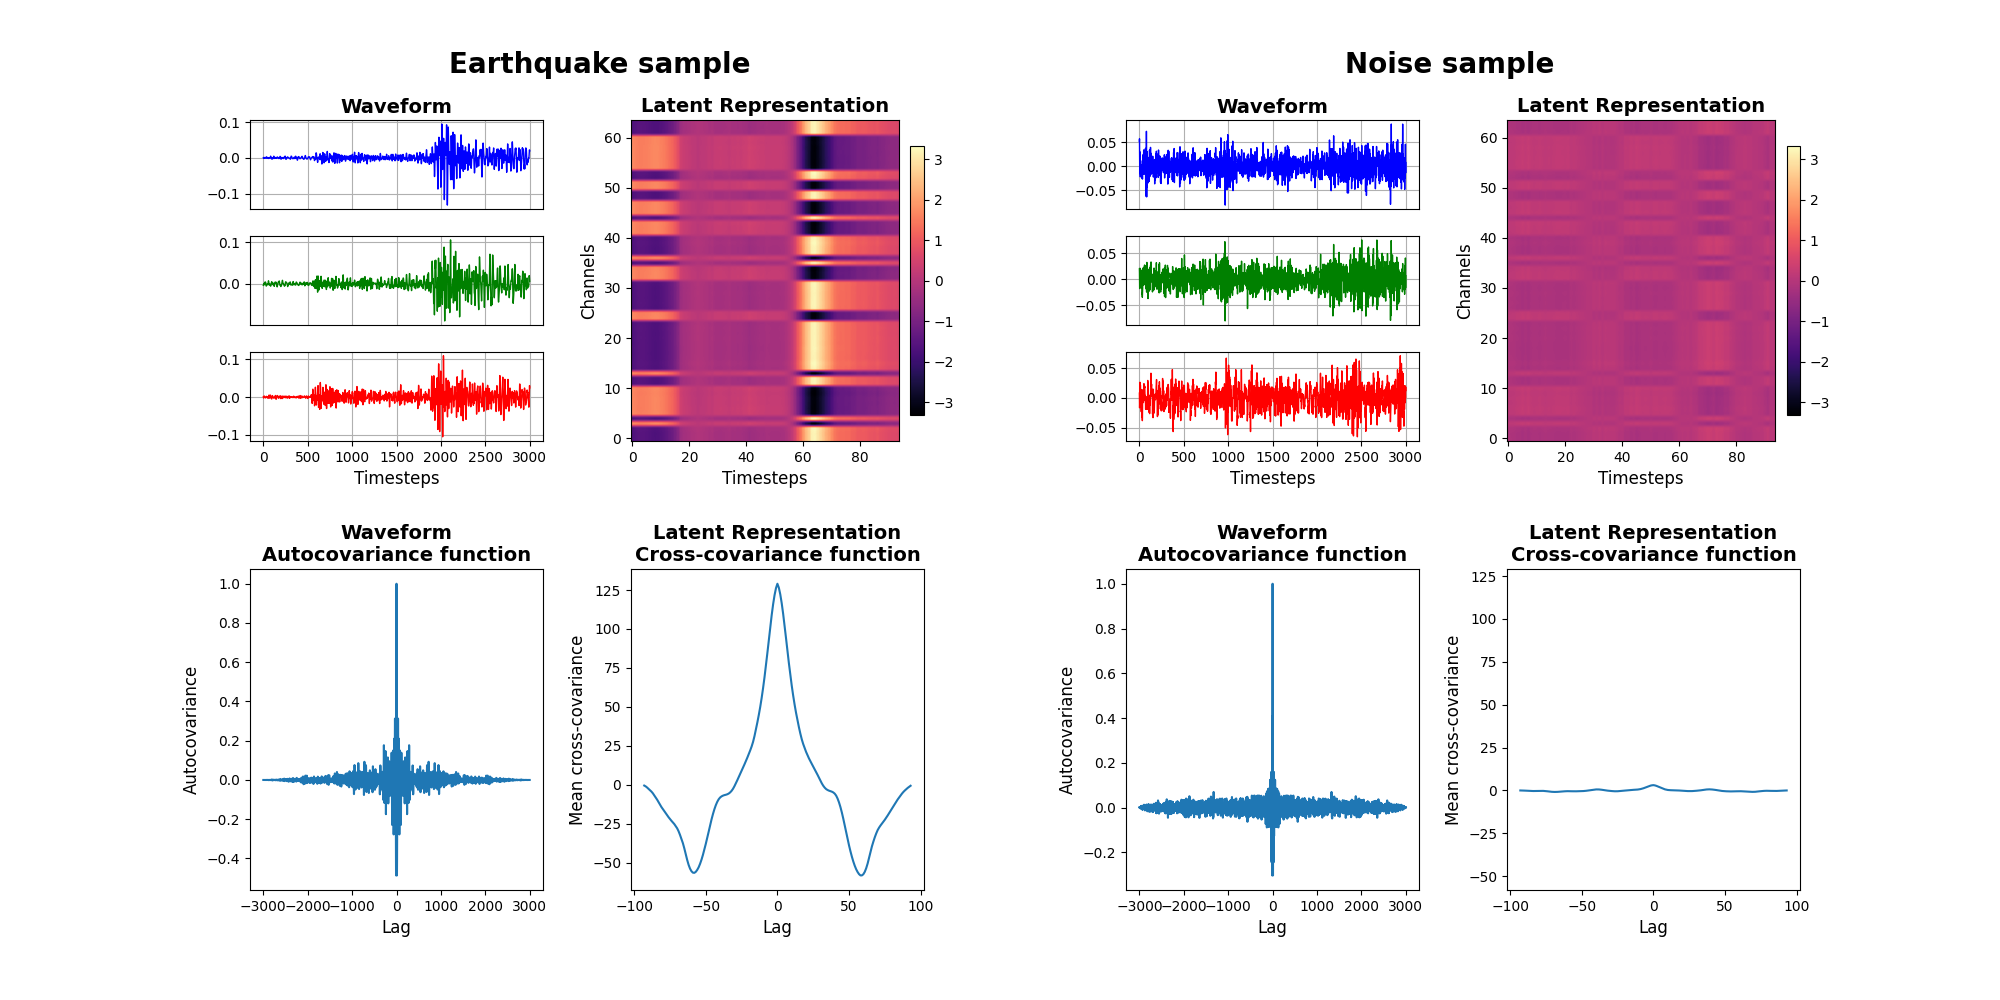 Earthquake sample
Noise sample
Waveform
Latent Representation
Waveform
Latent Representation
0.1
0.0
−0.1
0.1
0.0
0.1
0.0
−0.1
0 500 1000 1500 2000 2500 3000
Timesteps
Channels
60
50
40
30
20
10
0
0 20 40 60 80
Timesteps
3
2
1
0
−1
−2
−3
0.05
0.00
−0.05
0.05
0.00
−0.05
0.05
0.00
−0.05
0 500 1000 1500 2000 2500 3000
Timesteps
Channels
60
50
40
30
20
10
0
0 20 40 60 80
Timesteps
3
2
1
0
−1
−2
−3
Waveform
Autocovariance function
Autocovariance
1.0
0.8
0.6
0.4
0.2
0.0
−0.2
−0.4
−3000 −2000 −1000 0 1000 2000 3000
Lag
Latent Representation
Cross-covariance function
Mean cross-covariance
125
100
75
50
25
0
−25
−50
−100 −50 0 50 100
Lag
Waveform
Autocovariance function
Autocovariance
1.0
0.8
0.6
0.4
0.2
0.0
−0.2
−3000 −2000 −1000 0 1000 2000 3000
Lag
Latent Representation
Cross-covariance function
Mean cross-covariance
125
100
75
50
25
0
−25
−50
−100 −50 0 50 100
Lag